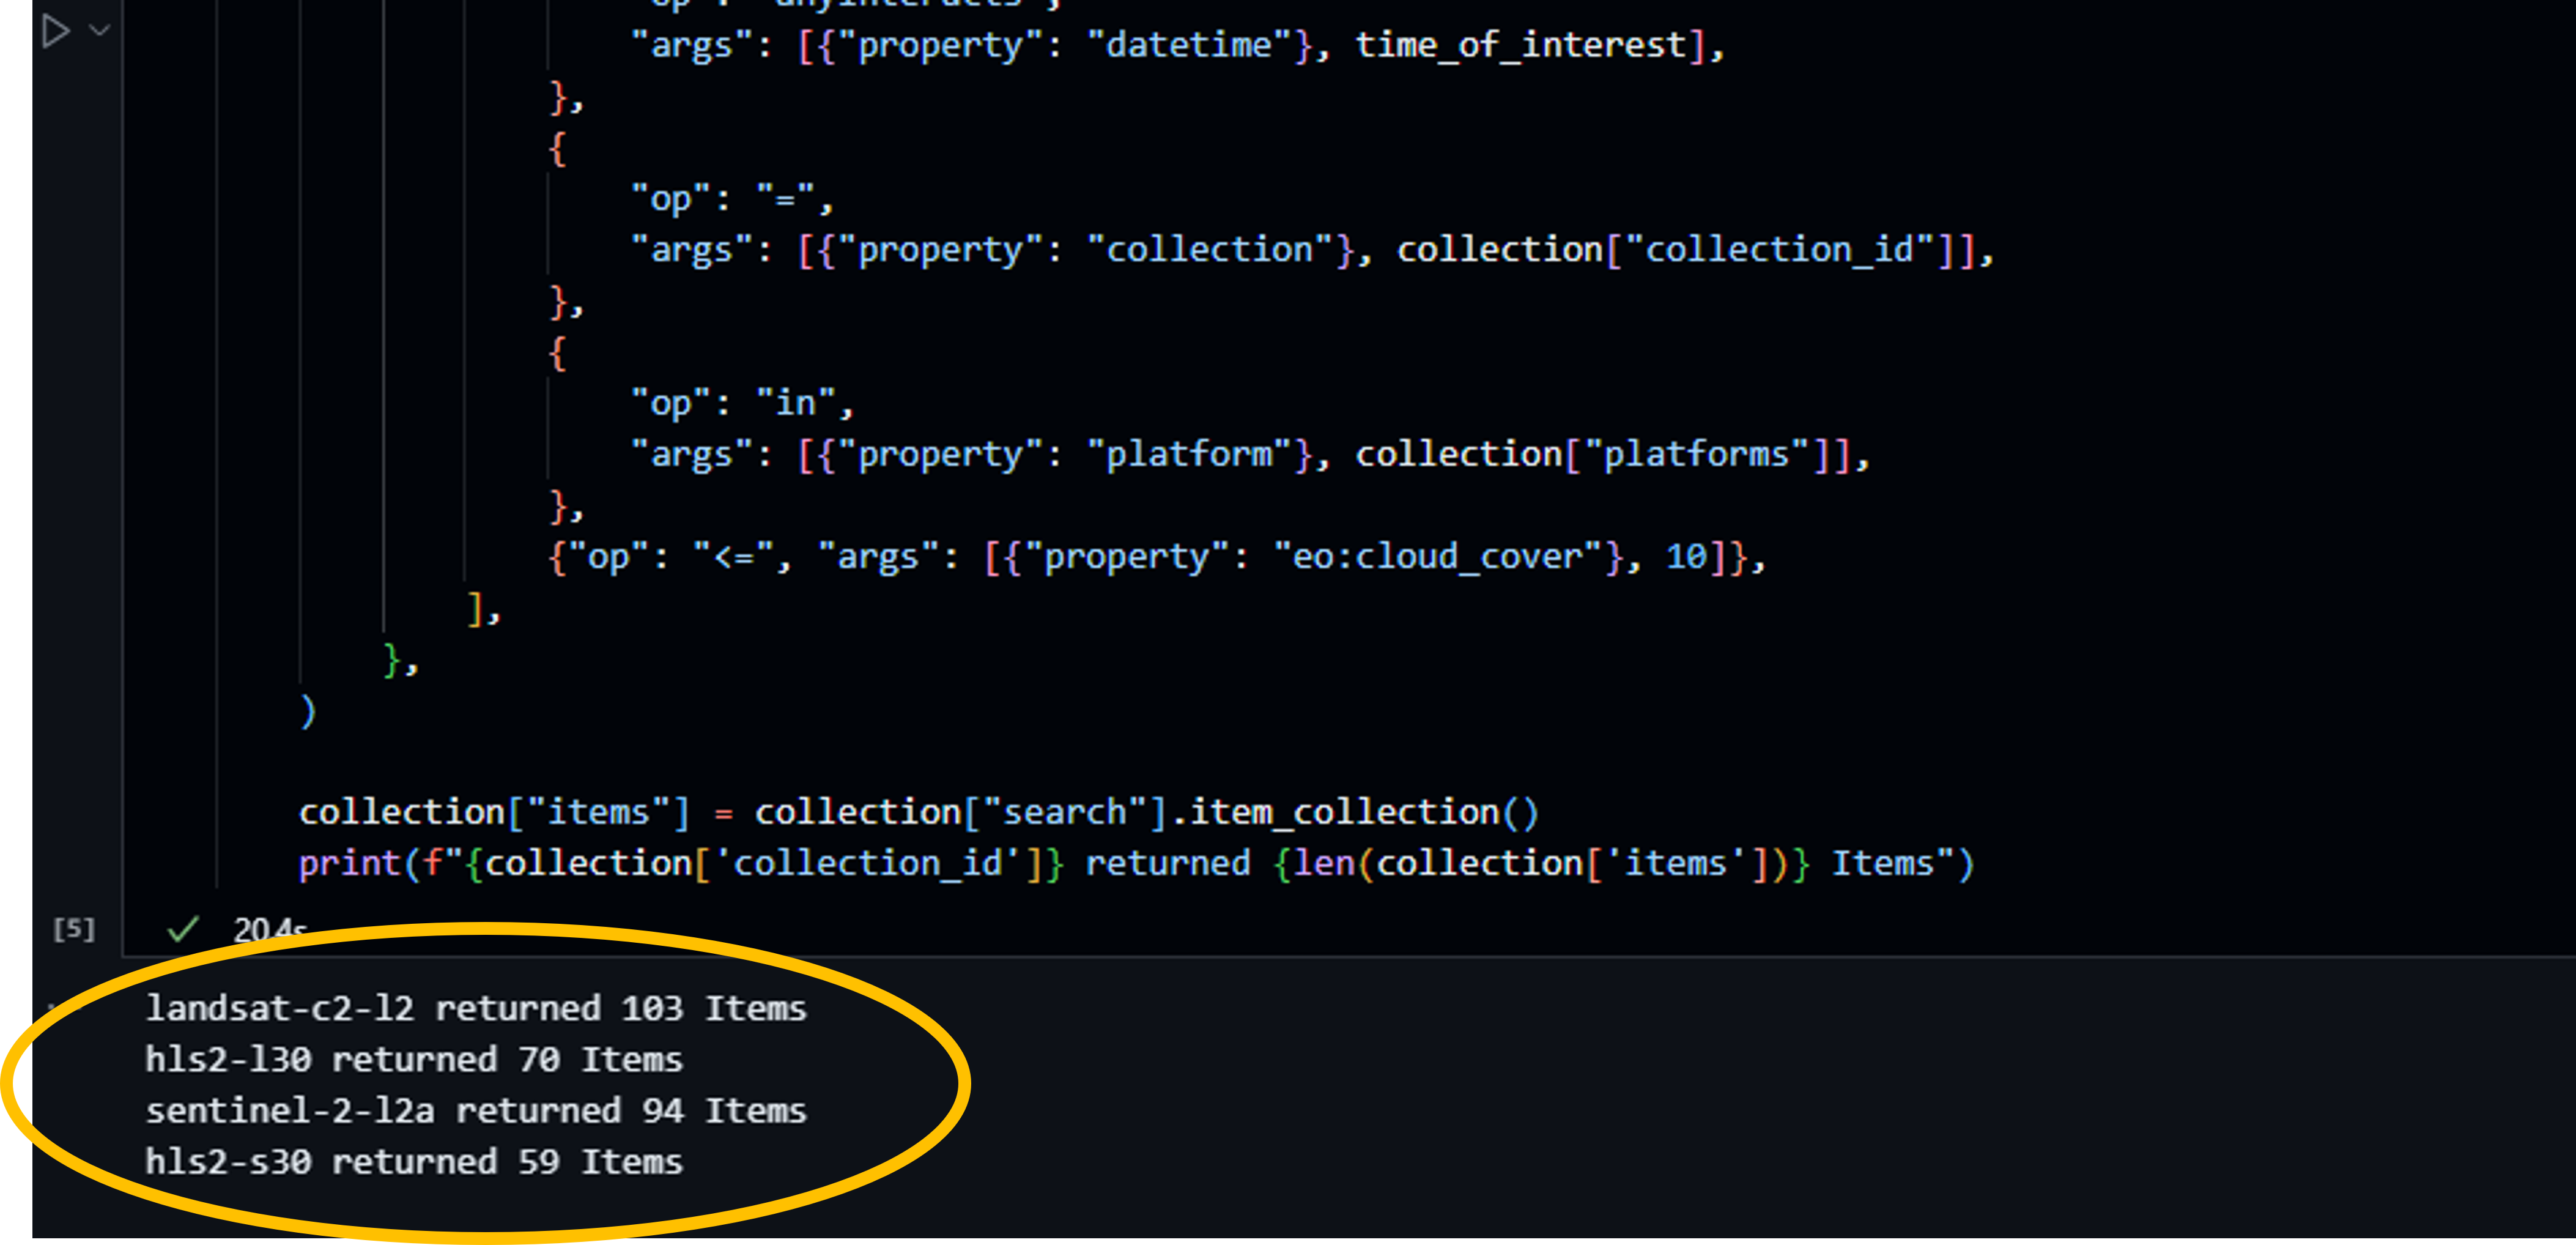 "op": "anyinteracts",
"args": [{"property": "datetime"}, time_of_interest],
},
{
"op": "=",
"args": [{"property": "collection"}, collection["collection_id"]],
},
{
"op": "in",
"args": [{"property": "platform"}, collection["platforms"]],
},
{"op": "<=", "args": [{"property": "eo:cloud_cover"}, 10]},
],
},
)
collection["items"] = collection["search"].item_collection()
print(f"{collection['collection_id']} returned {len(collection['items'])} Items")
[5] ✓ 20.4s
landsat-c2-l2 returned 103 Items
hls2-l30 returned 70 Items
sentinel-2-l2a returned 94 Items
hls2-s30 returned 59 Items